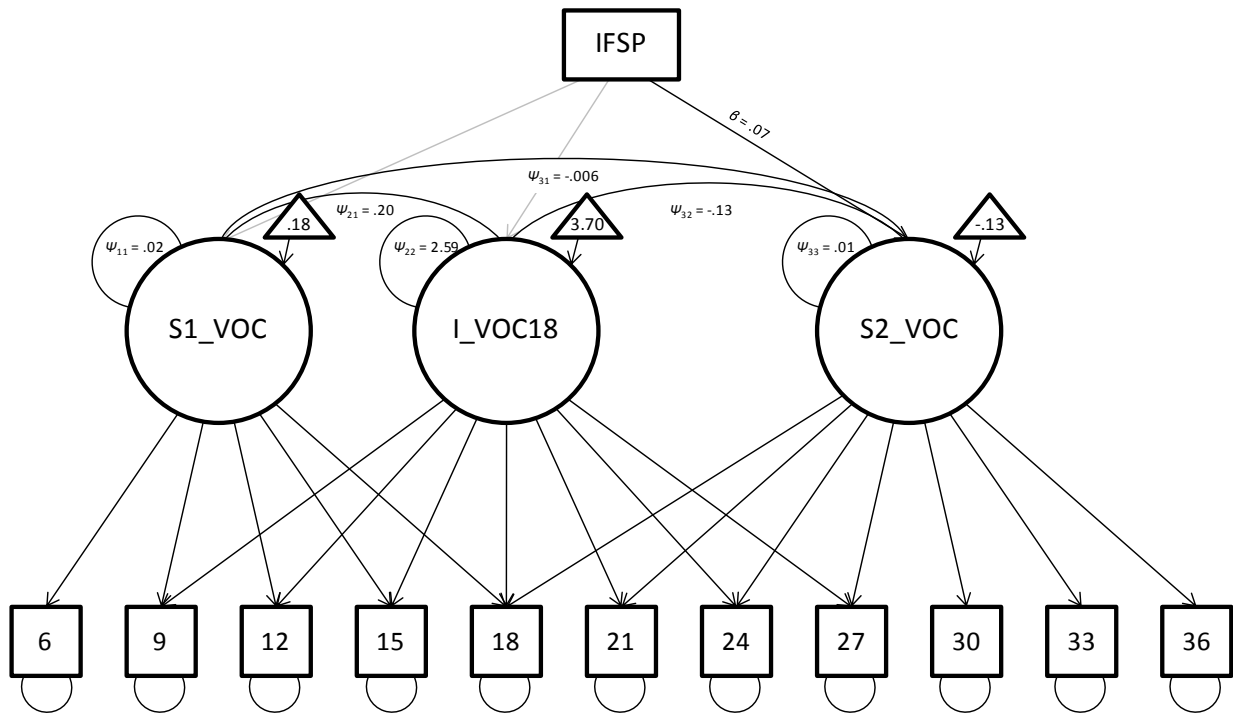 IFSP
β = .07
Ψ31 = -.006
Ψ21 = .20
.18
3.70
Ψ32 = -.13
-.13
Ψ11 = .02
Ψ22 = 2.59
Ψ33 = .01
S1_VOC
I_VOC18
S2_VOC
6
9
12
15
18
21
24
27
30
33
36